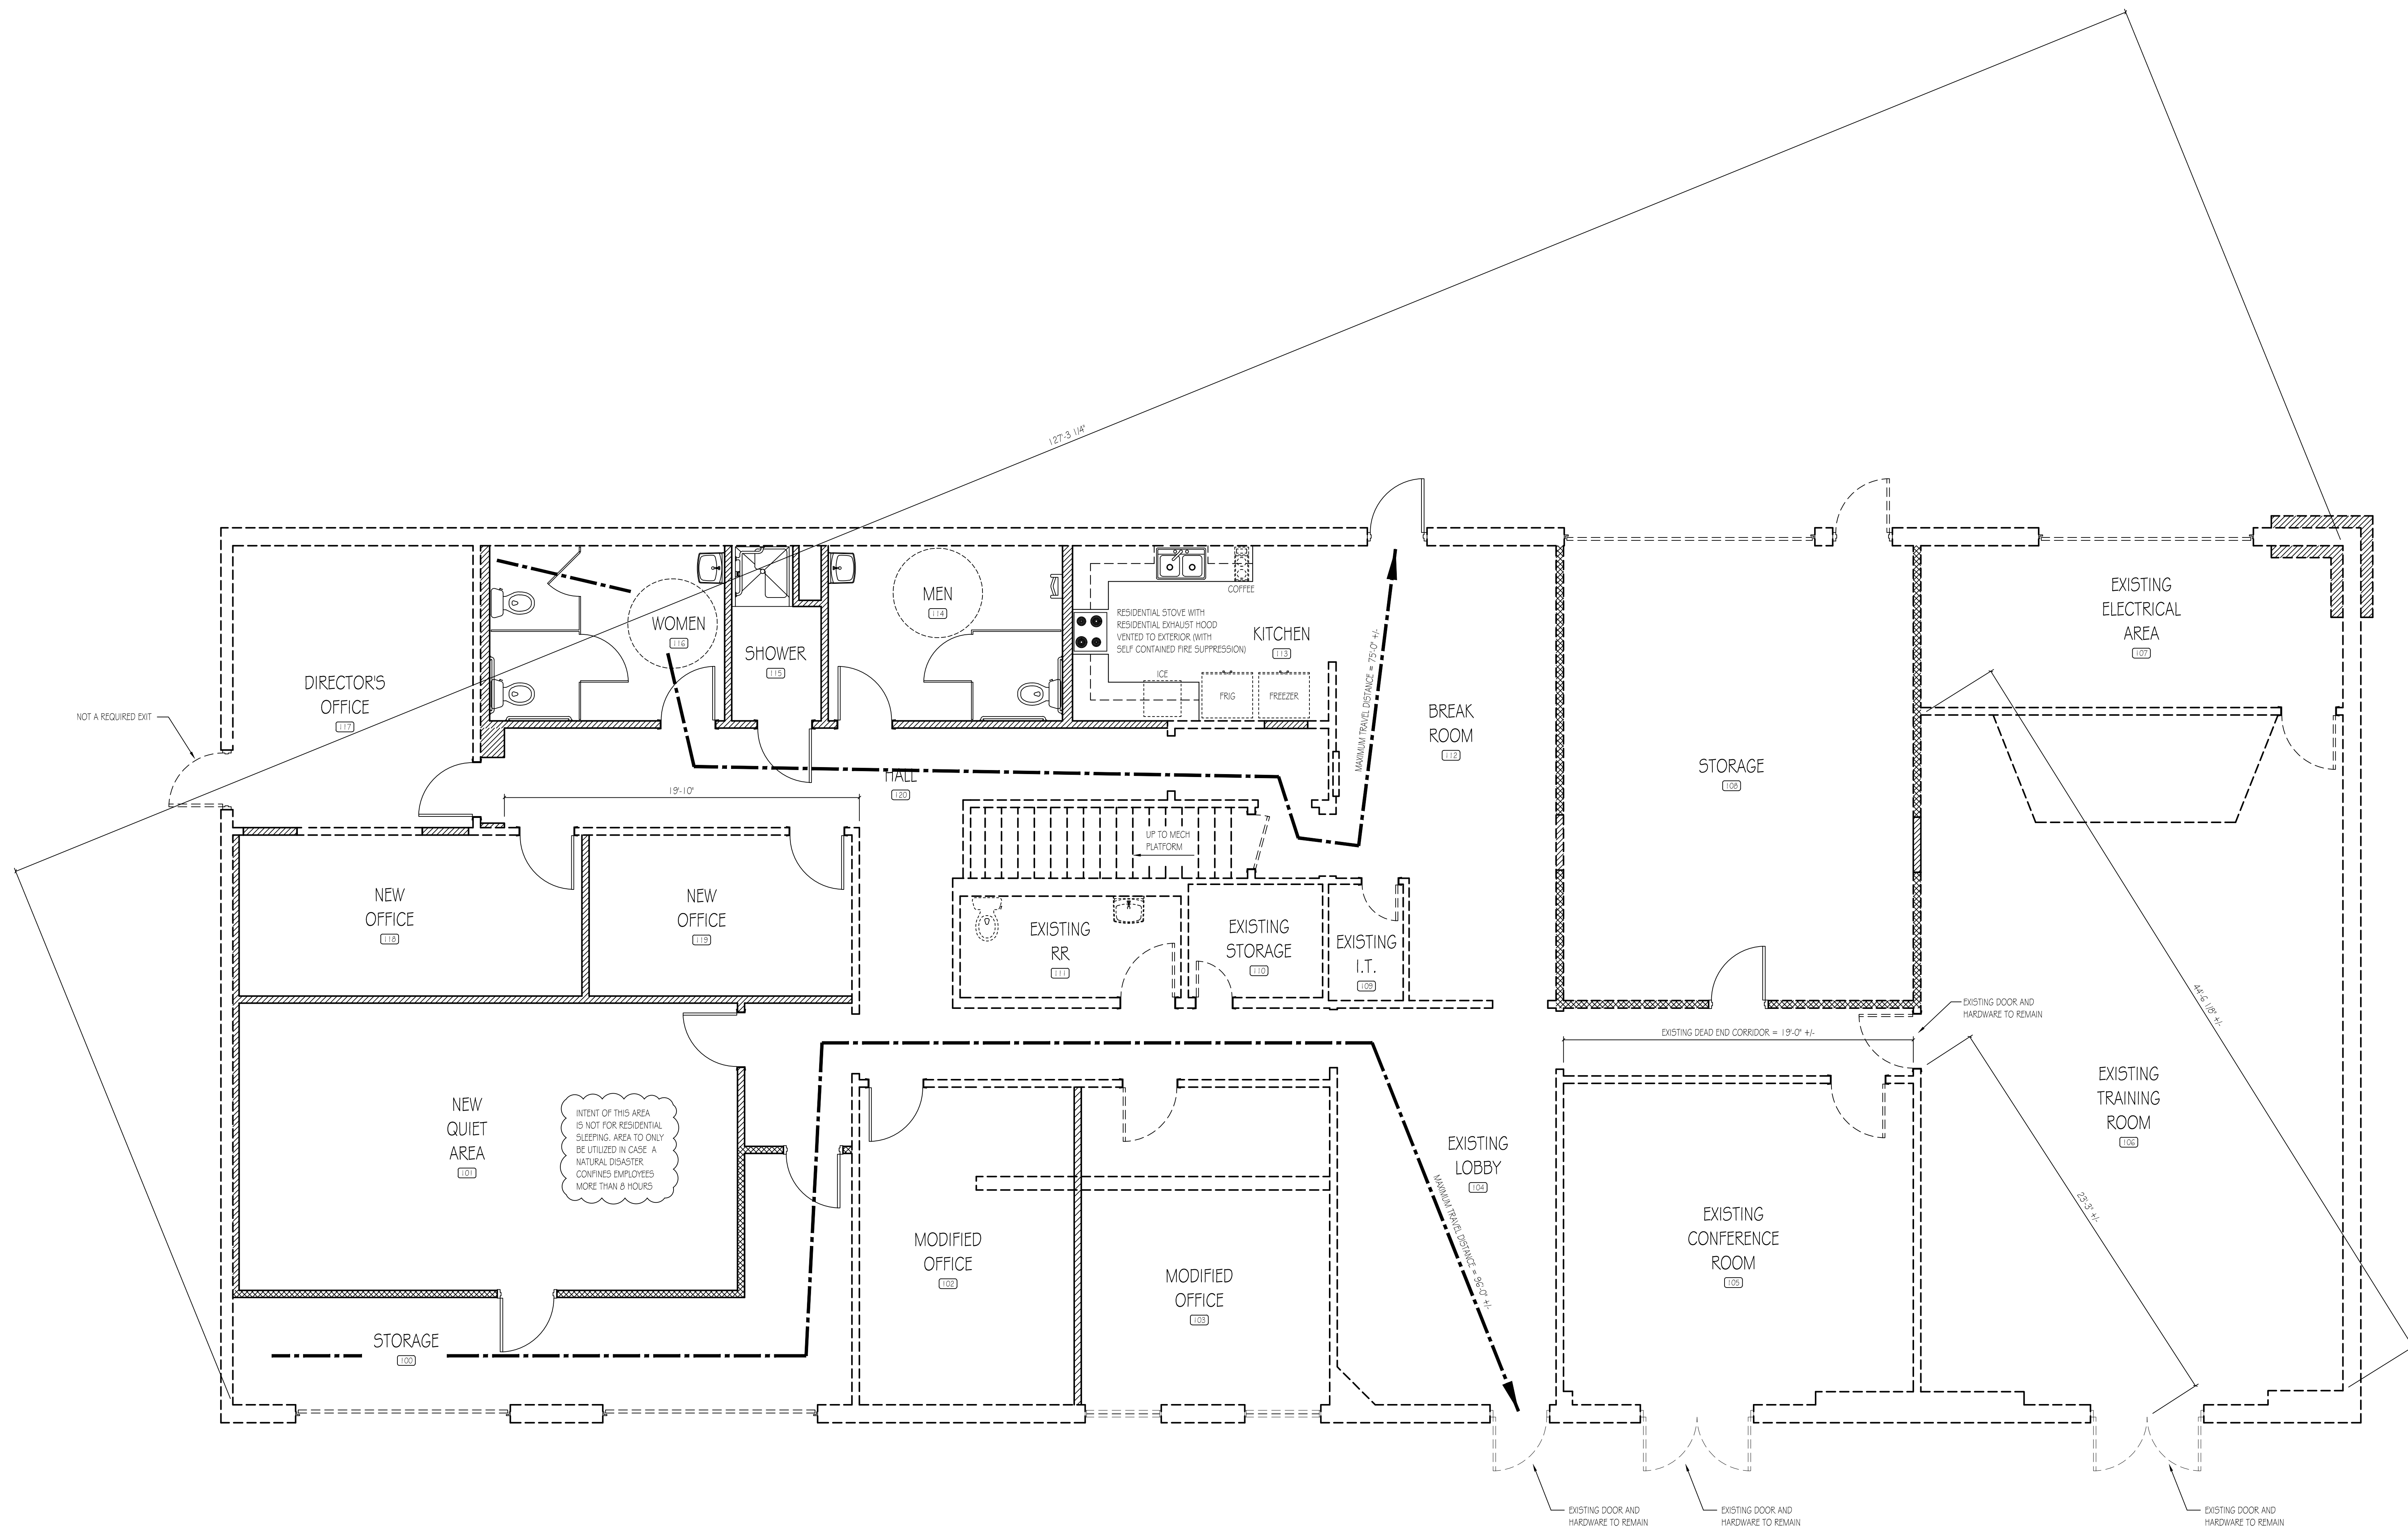 127'-3 1/4"
COFFEE
EXISTING
ELECTRICAL
AREA
107
MEN
114
WOMEN
116
RESIDENTIAL STOVE WITH
RESIDENTIAL EXHAUST HOOD
VENTED TO EXTERIOR (WITH
SELF CONTAINED FIRE SUPPRESSION)
KITCHEN
113
SHOWER
115
MAXIMUM TRAVEL DISTANCE = 75'-0" +/-
ICE
FRIG
FREEZER
DIRECTOR'S
OFFICE
117
NOT A REQUIRED EXIT
BREAK
ROOM
112
STORAGE
108
HALL
120
19'-10"
UP TO MECH
PLATFORM
NEW
OFFICE
118
NEW
OFFICE
119
EXISTING
RR
111
EXISTING
STORAGE
110
EXISTING
I.T.
109
EXISTING DOOR AND
HARDWARE TO REMAIN
44'-6 1/8" +/-
EXISTING DEAD END CORRIDOR = 19'-0" +/-
NEW
QUIET
AREA
101
INTENT OF THIS AREA
IS NOT FOR RESIDENTIAL
SLEEPING. AREA TO ONLY
BE UTILIZED IN CASE A
NATURAL DISASTER
CONFINES EMPLOYEES
MORE THAN 8 HOURS
EXISTING
TRAINING
ROOM
106
EXISTING
LOBBY
104
23'-3" +/-
MAXIMUM TRAVEL DISTANCE = 96'-0" +/-
EXISTING
CONFERENCE
ROOM
105
MODIFIED
OFFICE
102
MODIFIED
OFFICE
103
STORAGE
100
EXISTING DOOR AND
HARDWARE TO REMAIN
EXISTING DOOR AND
HARDWARE TO REMAIN
EXISTING DOOR AND
HARDWARE TO REMAIN